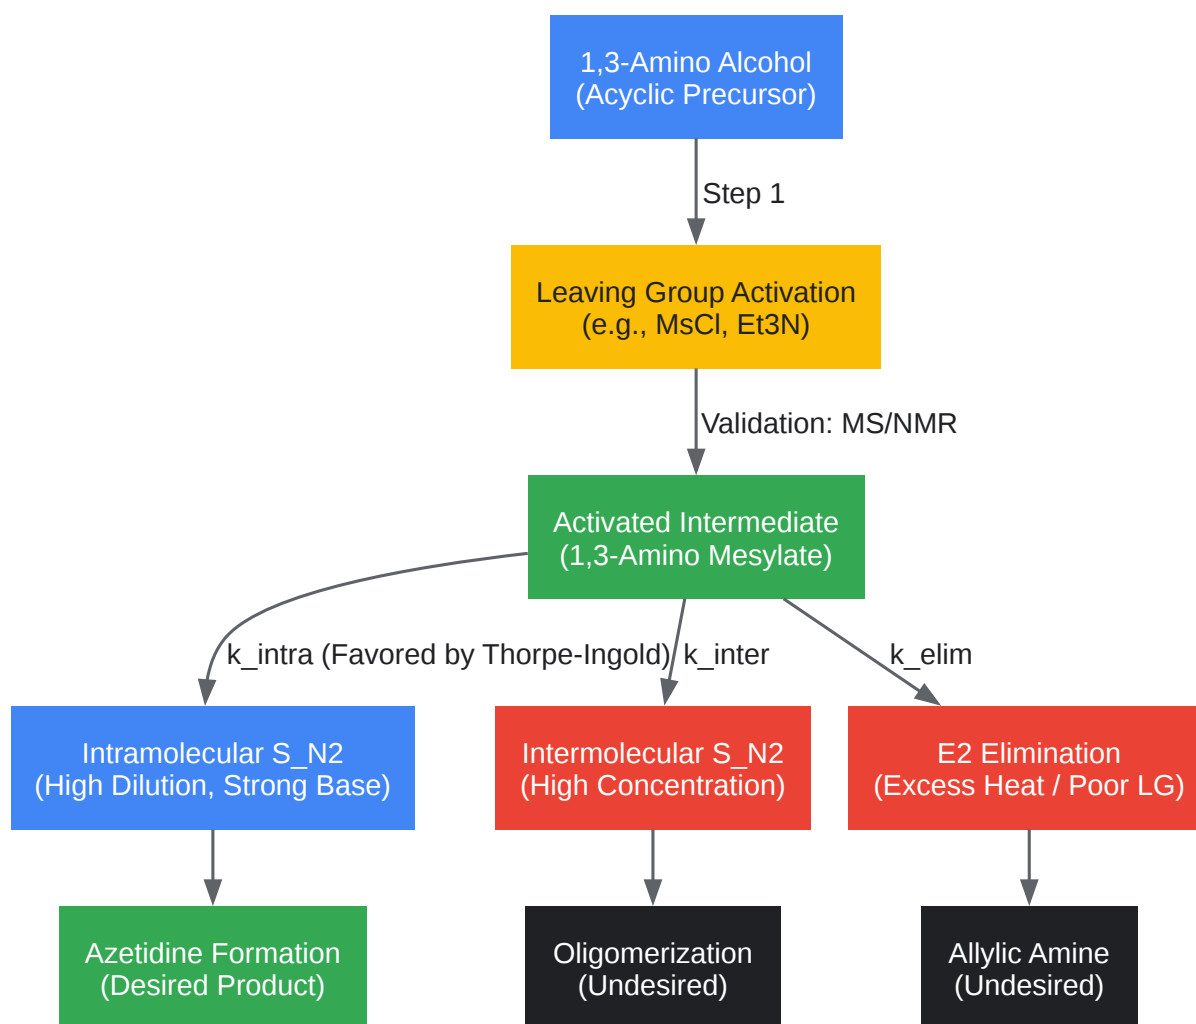 1,3-Amino Alcohol
(Acyclic Precursor)
Step 1
Leaving Group Activation
(e.g., MsCl, Et3N)
Validation: MS/NMR
Activated Intermediate
(1,3-Amino Mesylate)
k_intra (Favored by Thorpe-Ingold)
k_inter
k_elim
Intramolecular S_N2
(High Dilution, Strong Base)
Intermolecular S_N2
(High Concentration)
E2 Elimination
(Excess Heat / Poor LG)
Azetidine Formation
(Desired Product)
Oligomerization
(Undesired)
Allylic Amine
(Undesired)